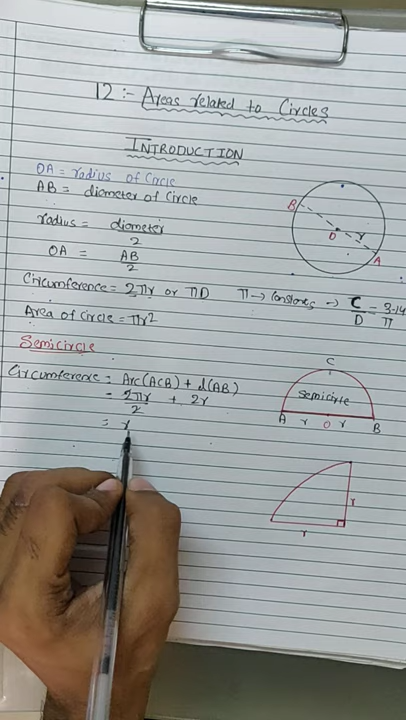 12:- Areas related to Circles
INTRODUCTION
OA = radius of Circle
AB = diameter of Circle
radius = diameter
2
OA = AB
2
B
O
r
A
Circumference = 2πr or πD π → Constant → C = 3.14
D π
Area of circle = πr²
Semicircle
Circumference = Arc(ACB) + d(AB)
= 2πr + 2r
2
= r
C
Semicircle
A r O r B
r
r